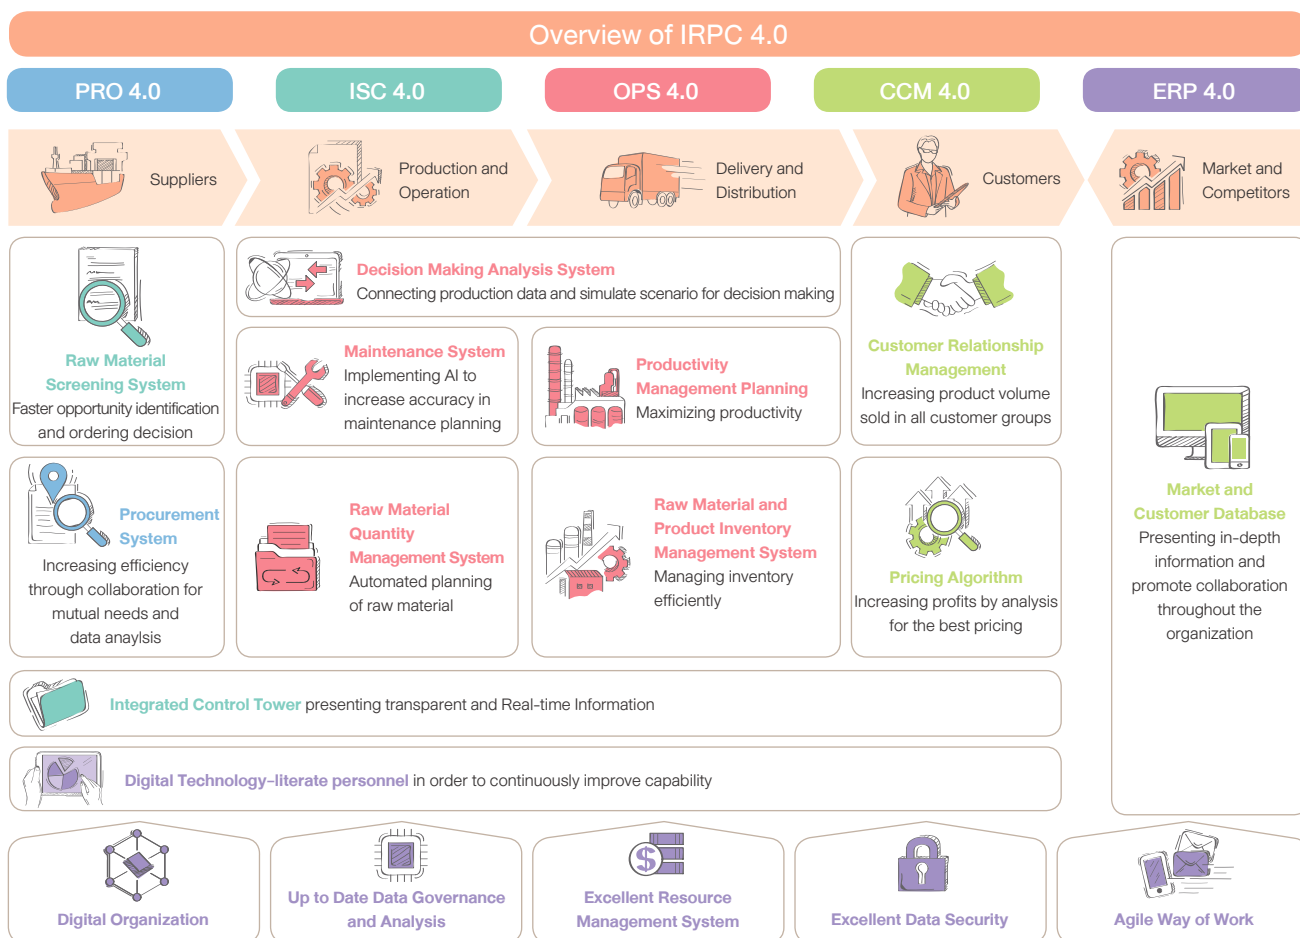 Overview of IRPC 4.0
PRO 4.0
ISC 4.0
OPS 4.0
CCM 4.0
ERP 4.0
Suppliers
Production and
Operation
Delivery and
Distribution
Customers
Market and
Competitors
Raw Material
Screening System
Faster opportunity identification
and ordering decision
Decision Making Analysis System
Connecting production data and simulate scenario for decision making
Maintenance System
Implementing AI to
increase accuracy in
maintenance planning
Productivity
Management Planning
Maximizing productivity
Customer Relationship
Management
Increasing product volume
sold in all customer groups
Procurement
System
Increasing efficiency
through collaboration for
mutual needs and
data anaylsis
Raw Material
Quantity
Management System
Automated planning
of raw material
Raw Material and
Product Inventory
Management System
Managing inventory
efficiently
Pricing Algorithm
Increasing profits by analysis
for the best pricing
Market and
Customer Database
Presenting in-depth
information and
promote collaboration
throughout the
organization
Integrated Control Tower presenting transparent and Real-time Information
Digital Technology-literate personnel in order to continuously improve capability
Digital Organization
Up to Date Data Governance
and Analysis
$
Excellent Resource
Management System
Excellent Data Security
Agile Way of Work